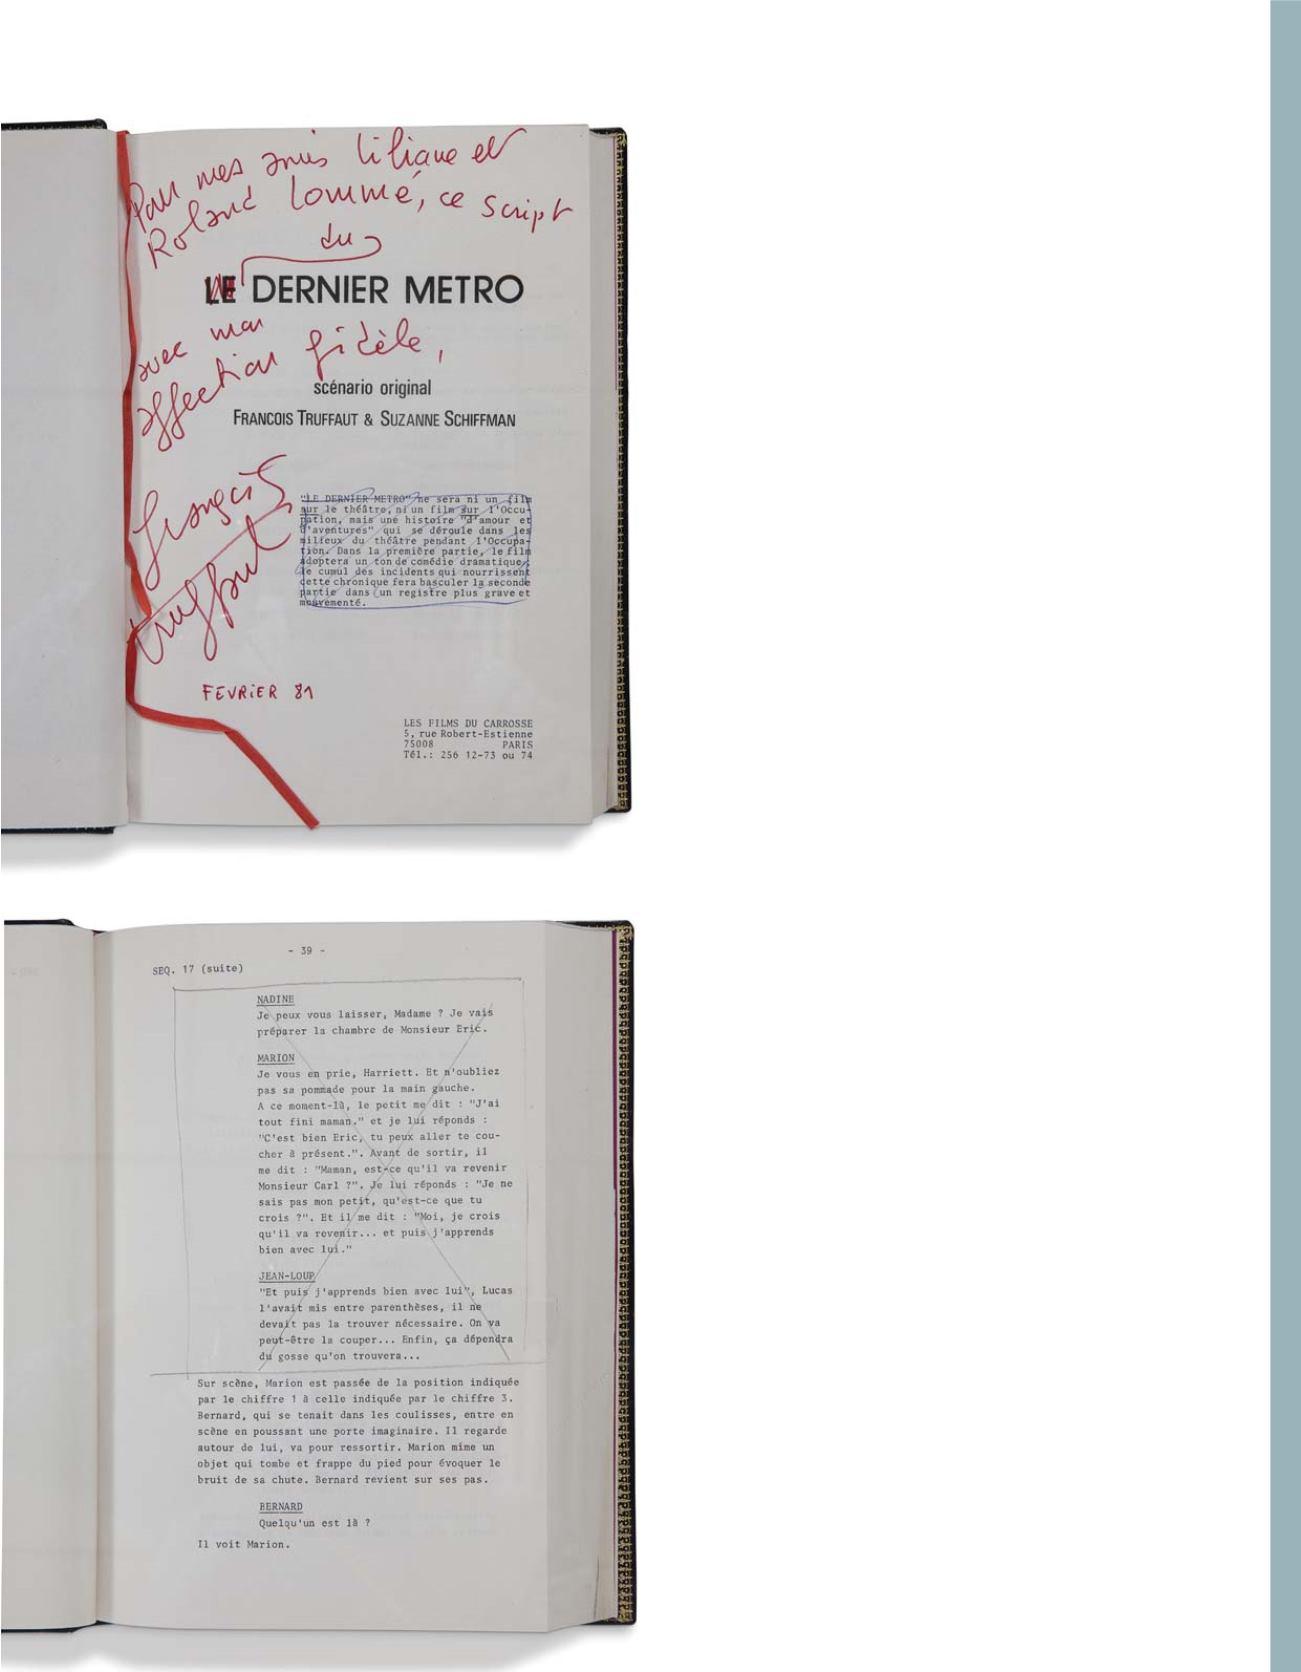 Pour mes amis Liliane et
Roland Lommé, ce script
du
LE DERNIER METRO
avec mon
affection fidèle,
scénario original
FRANCOIS TRUFFAUT & SUZANNE SCHIFFMAN
françois
truffaut
"LE DERNIER METRO" ne sera ni un film
sur le théâtre, ni un film sur l'Occu-
pation, mais une histoire "d'amour et
d'aventures" qui se déroule dans les
milieux du théâtre pendant l'Occupa-
tion. Dans la première partie, le film
adoptera un ton de comédie dramatique,
le cumul des incidents qui nourrissent
cette chronique fera basculer la seconde
partie dans un registre plus grave et
mouvementé.
FEVRiER 81
LES FILMS DU CARROSSE
5, rue Robert-Estienne
75008 PARIS
Tél.: 256 12-73 ou 74
- 39 -
SEQ. 17 (suite)
NADINE
Je peux vous laisser, Madame ? Je vais
préparer la chambre de Monsieur Eric.
MARION
Je vous en prie, Harriett. Et n'oubliez
pas sa pommade pour la main gauche.
A ce moment-là, le petit me dit : "J'ai
tout fini maman." et je lui réponds :
"C'est bien Eric, tu peux aller te cou-
cher à présent.". Avant de sortir, il
me dit : "Maman, est-ce qu'il va revenir
Monsieur Carl ?". Je lui réponds : "Je ne
sais pas mon petit, qu'est-ce que tu
crois ?". Et il me dit : "Moi, je crois
qu'il va revenir... et puis j'apprends
bien avec lui."
JEAN-LOUP
"Et puis j'apprends bien avec lui", Lucas
l'avait mis entre parenthèses, il ne
devait pas la trouver nécessaire. On va
peut-être la couper... Enfin, ça dépendra
du gosse qu'on trouvera...
Sur scène, Marion est passée de la position indiquée
par le chiffre 1 à celle indiquée par le chiffre 3.
Bernard, qui se tenait dans les coulisses, entre en
scène en poussant une porte imaginaire. Il regarde
autour de lui, va pour ressortir. Marion mime un
objet qui tombe et frappe du pied pour évoquer le
bruit de sa chute. Bernard revient sur ses pas.
BERNARD
Quelqu'un est là ?
Il voit Marion.